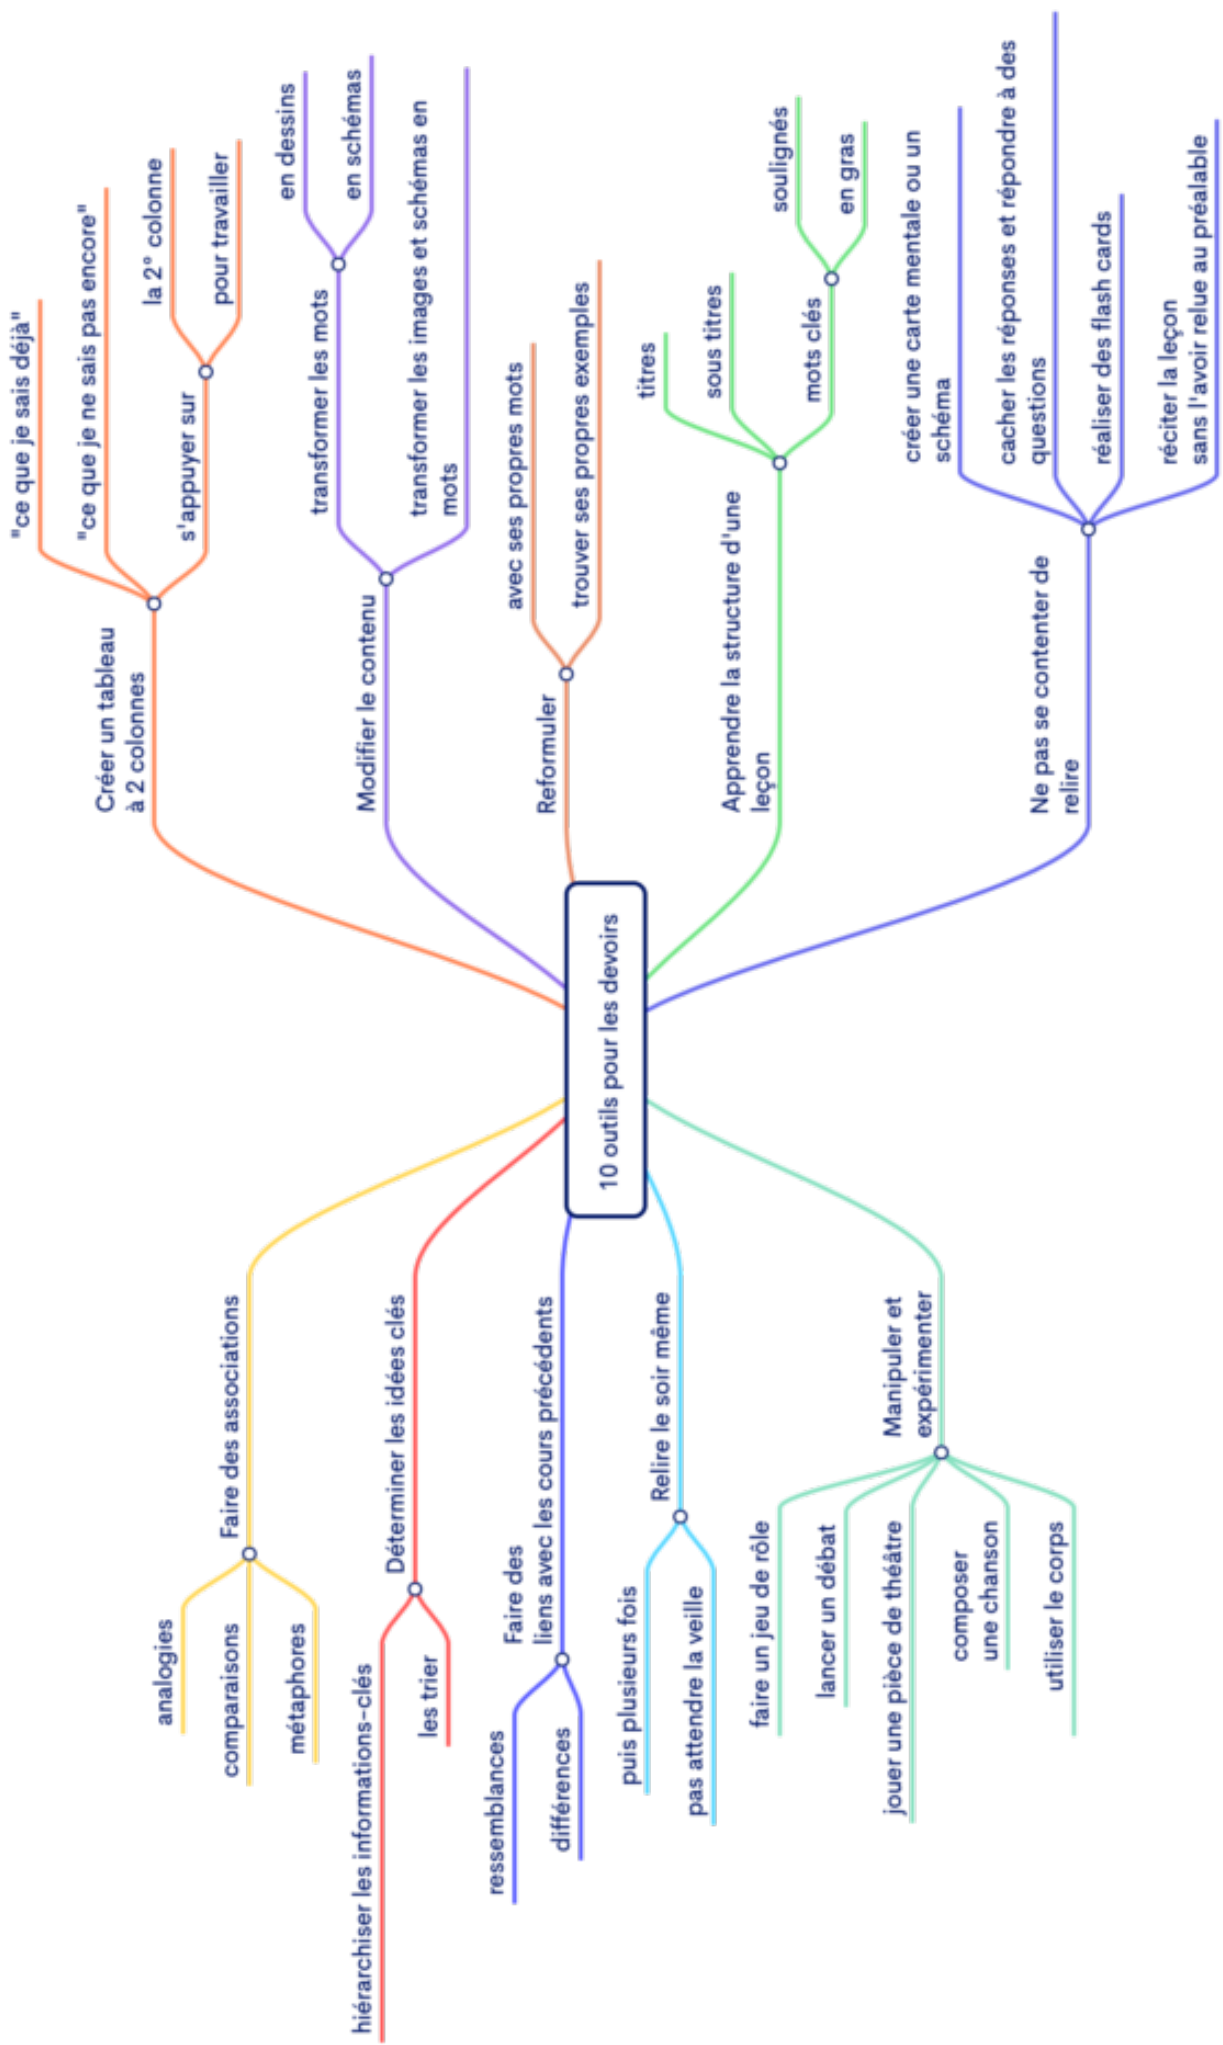 10 outils pour les devoirs
Créer un tableau
à 2 colonnes
"ce que je sais déjà"
"ce que je ne sais pas encore"
s'appuyer sur
la 2° colonne
pour travailler
Modifier le contenu
transformer les mots
en dessins
en schémas
transformer les images et schémas en
mots
Reformuler
avec ses propres mots
trouver ses propres exemples
Apprendre la structure d'une
leçon
titres
sous titres
mots clés
soulignés
en gras
Ne pas se contenter de
relire
créer une carte mentale ou un
schéma
cacher les réponses et répondre à des
questions
réaliser des flash cards
réciter la leçon
sans l'avoir relue au préalable
Faire des associations
analogies
comparaisons
métaphores
Déterminer les idées clés
hiérarchiser les informations-clés
les trier
Faire des
liens avec les cours précédents
ressemblances
différences
Relire le soir même
puis plusieurs fois
pas attendre la veille
Manipuler et
expérimenter
faire un jeu de rôle
lancer un débat
jouer une pièce de théâtre
composer
une chanson
utiliser le corps